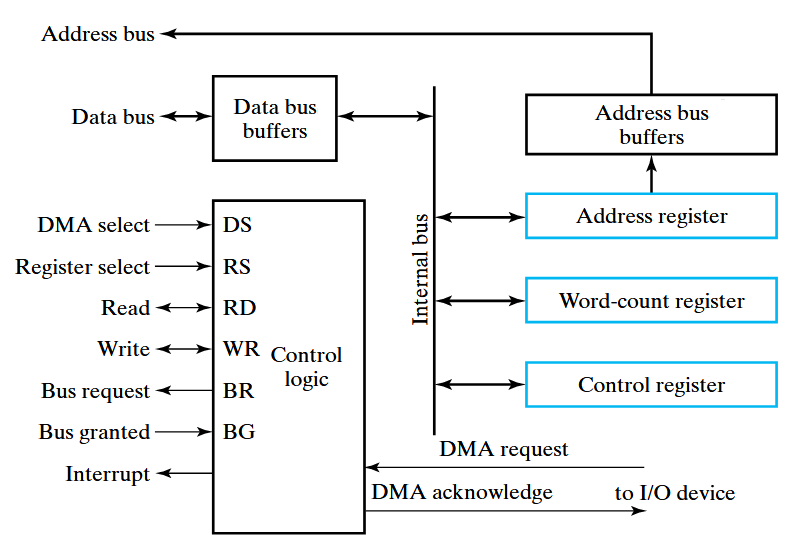 Address bus
Data bus
Data bus
buffers
Address bus
buffers
Internal bus
Address register
Word-count register
Control register
DMA select
DS
Register select
RS
Read
RD
Write
WR
Control
logic
Bus request
BR
Bus granted
BG
Interrupt
DMA request
DMA acknowledge
to I/O device